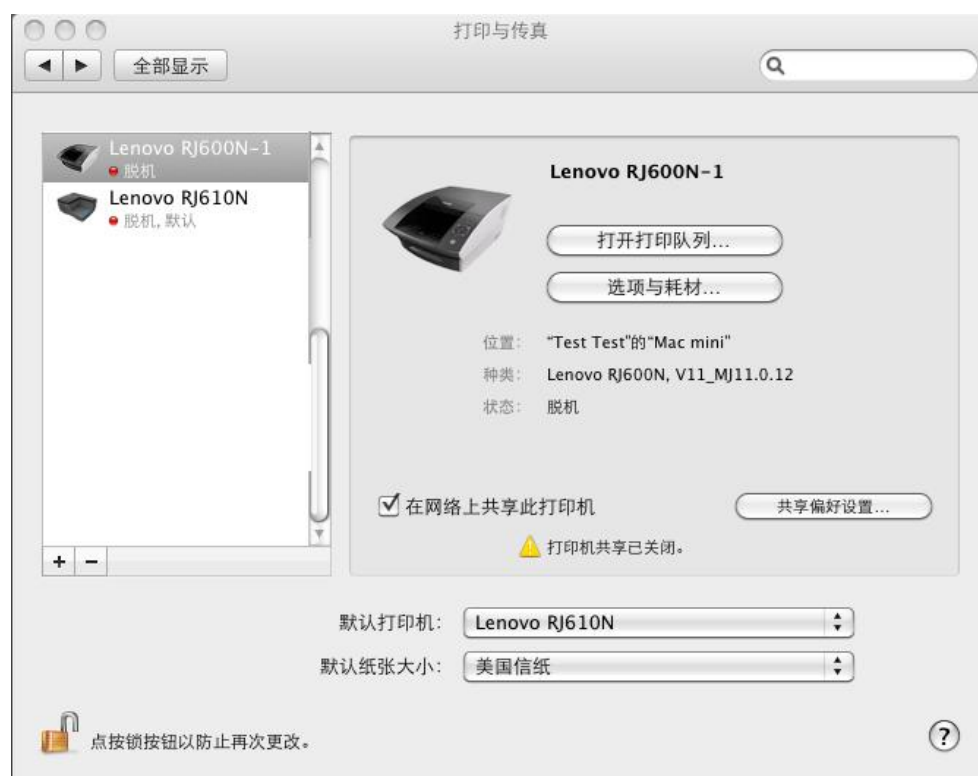 打印与传真
全部显示
Lenovo RJ600N-1
脱机
Lenovo RJ610N
脱机, 默认
Lenovo RJ600N-1
打开打印队列...
选项与耗材...
位置: "Test Test"的"Mac mini"
种类: Lenovo RJ600N, V11_MJ11.0.12
状态: 脱机
在网络上共享此打印机
共享偏好设置...
打印机共享已关闭。
+ −
默认打印机: Lenovo RJ610N
默认纸张大小: 美国信纸
点按锁按钮以防止再次更改。
?